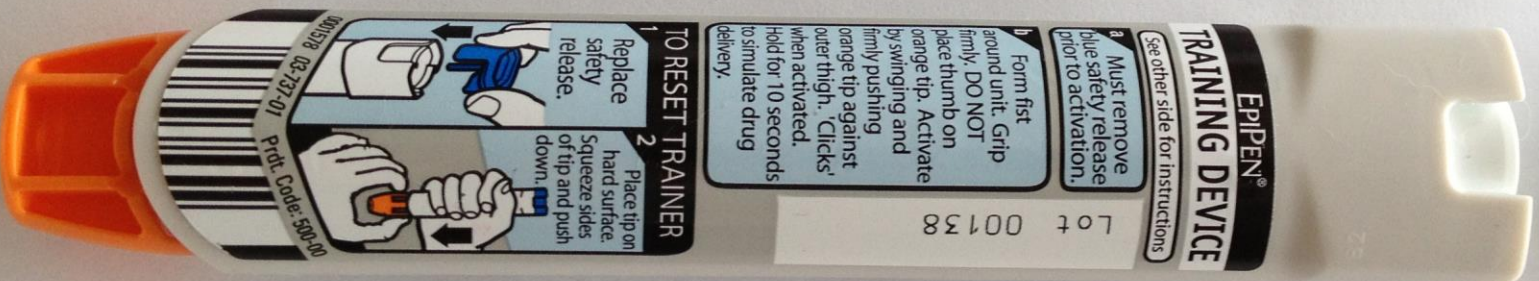 EPIPEN®
TRAINING DEVICE
See other side for instructions
a Must remove
blue safety release
prior to activation.
b Form fist
around unit. Grip
firmly. DO NOT
place thumb on
orange tip. Activate
by swinging and
firmly pushing
orange tip against
outer thigh. 'Clicks'
when activated.
Hold for 10 seconds
to simulate drug
delivery.
Lot 00138
TO RESET TRAINER
1
Replace
safety
release.
2
Place tip on
hard surface.
Squeeze sides
of tip and push
down.
0001578 03-737-01 Prdt. Code: 500-00